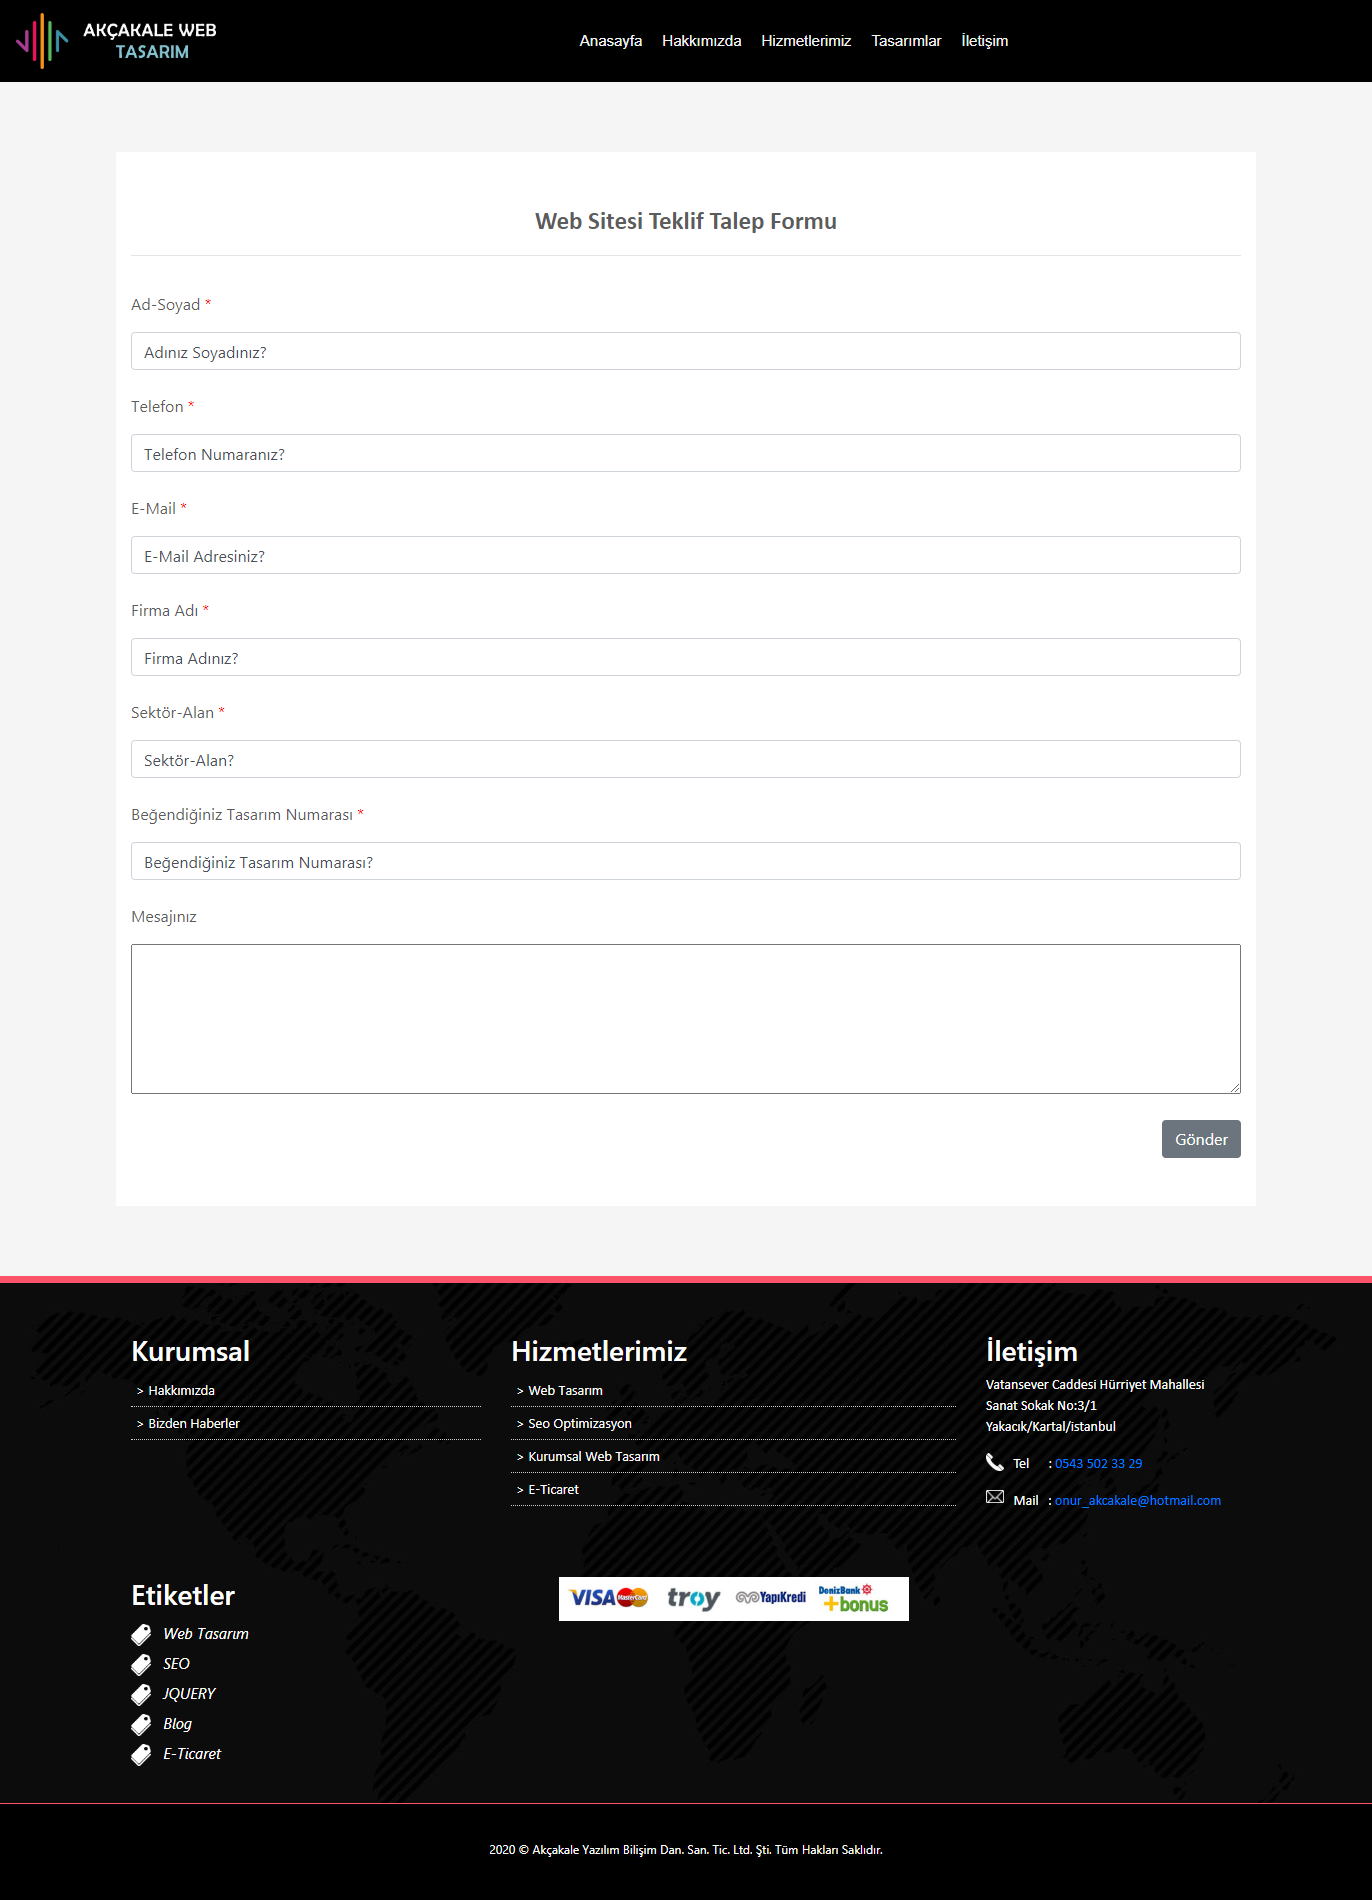 AKÇAKALE WEB
TASARIM
Anasayfa Hakkımızda Hizmetlerimiz Tasarımlar İletişim
Web Sitesi Teklif Talep Formu
Ad-Soyad *
Adınız Soyadınız?
Telefon *
Telefon Numaranız?
E-Mail *
E-Mail Adresiniz?
Firma Adı *
Firma Adınız?
Sektör-Alan *
Sektör-Alan?
Beğendiğiniz Tasarım Numarası *
Beğendiğiniz Tasarım Numarası?
Mesajınız
Gönder
Kurumsal
> Hakkımızda
> Bizden Haberler
Hizmetlerimiz
> Web Tasarım
> Seo Optimizasyon
> Kurumsal Web Tasarım
> E-Ticaret
İletişim
Vatansever Caddesi Hürriyet Mahallesi
Sanat Sokak No:3/1
Yakacık/Kartal/istanbul
Tel : 0543 502 33 29
Mail : onur_akcakale@hotmail.com
Etiketler
Web Tasarım
SEO
JQUERY
Blog
E-Ticaret
VISA MasterCard troy YapıKredi DenizBank bonus
2020 © Akçakale Yazılım Bilişim Dan. San. Tic. Ltd. Şti. Tüm Hakları Saklıdır.